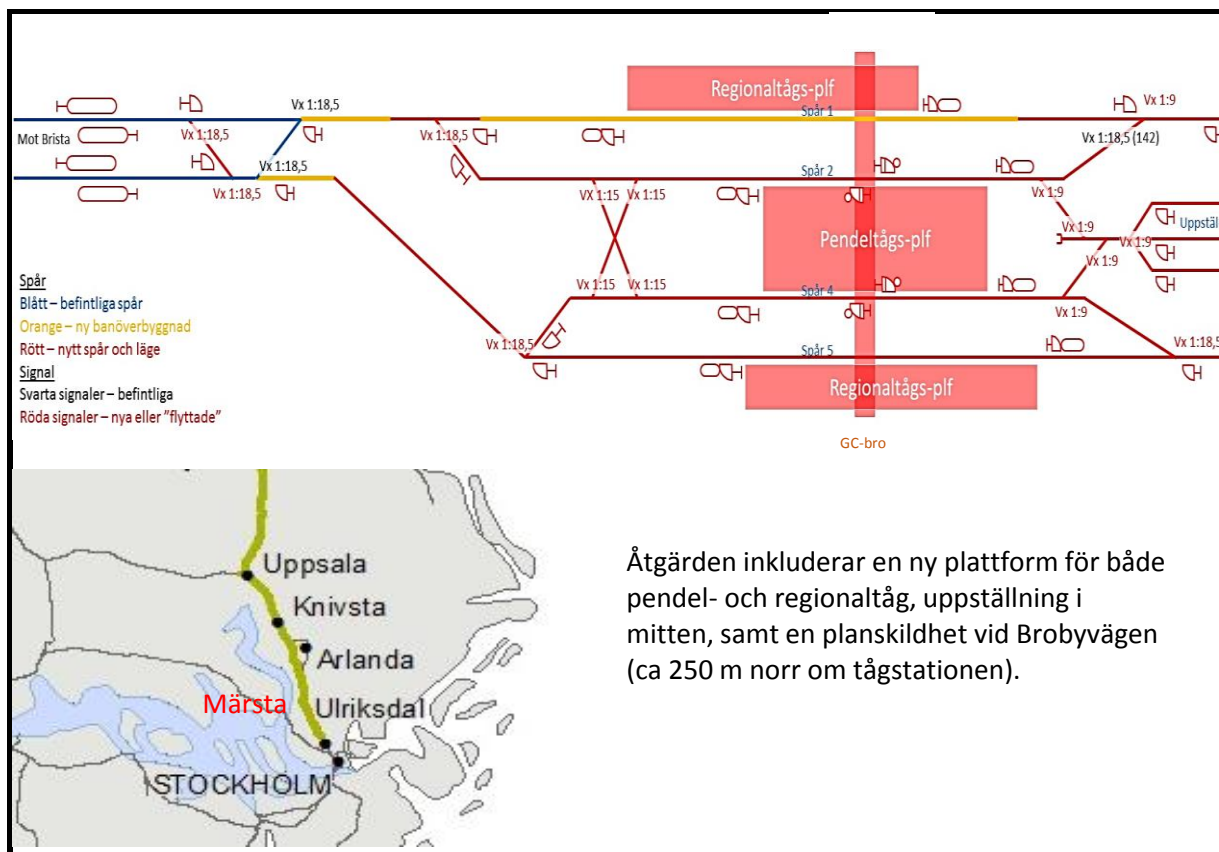 Regionaltågs-plf
Spår 1
Vx 1:9
Vx 1:18,5
Mot Brista
Vx 1:18,5
Vx 1:18,5
Vx 1:18,5 (142)
Vx 1:18,5
Vx 1:18,5
Spår 2
Vx 1:15
Vx 1:15
Vx 1:9
Pendeltågs-plf
Vx 1:9
Vx 1:9
Vx 1:9
Uppstäl
Vx 1:15
Vx 1:15
Spår 4
Vx 1:9
Vx 1:18,5
Spår 5
Vx 1:18,5
Regionaltågs-plf
GC-bro
Spår
Blått – befintliga spår
Orange – ny banöverbyggnad
Rött – nytt spår och läge
Signal
Svarta signaler – befintliga
Röda signaler – nya eller "flyttade"
Uppsala
Knivsta
Arlanda
Märsta
Ulriksdal
STOCKHOLM
Åtgärden inkluderar en ny plattform för både
pendel- och regionaltåg, uppställning i
mitten, samt en planskildhet vid Brobyvägen
(ca 250 m norr om tågstationen).